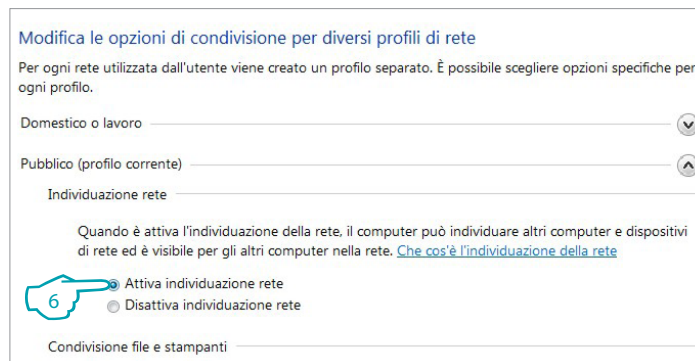 Modifica le opzioni di condivisione per diversi profili di rete
Per ogni rete utilizzata dall'utente viene creato un profilo separato. È possibile scegliere opzioni specifiche per
ogni profilo.
Domestico o lavoro
Pubblico (profilo corrente)
Individuazione rete
Quando è attiva l'individuazione della rete, il computer può individuare altri computer e dispositivi
di rete ed è visibile per gli altri computer nella rete. Che cos'è l'individuazione della rete
6 Attiva individuazione rete
Disattiva individuazione rete
Condivisione file e stampanti